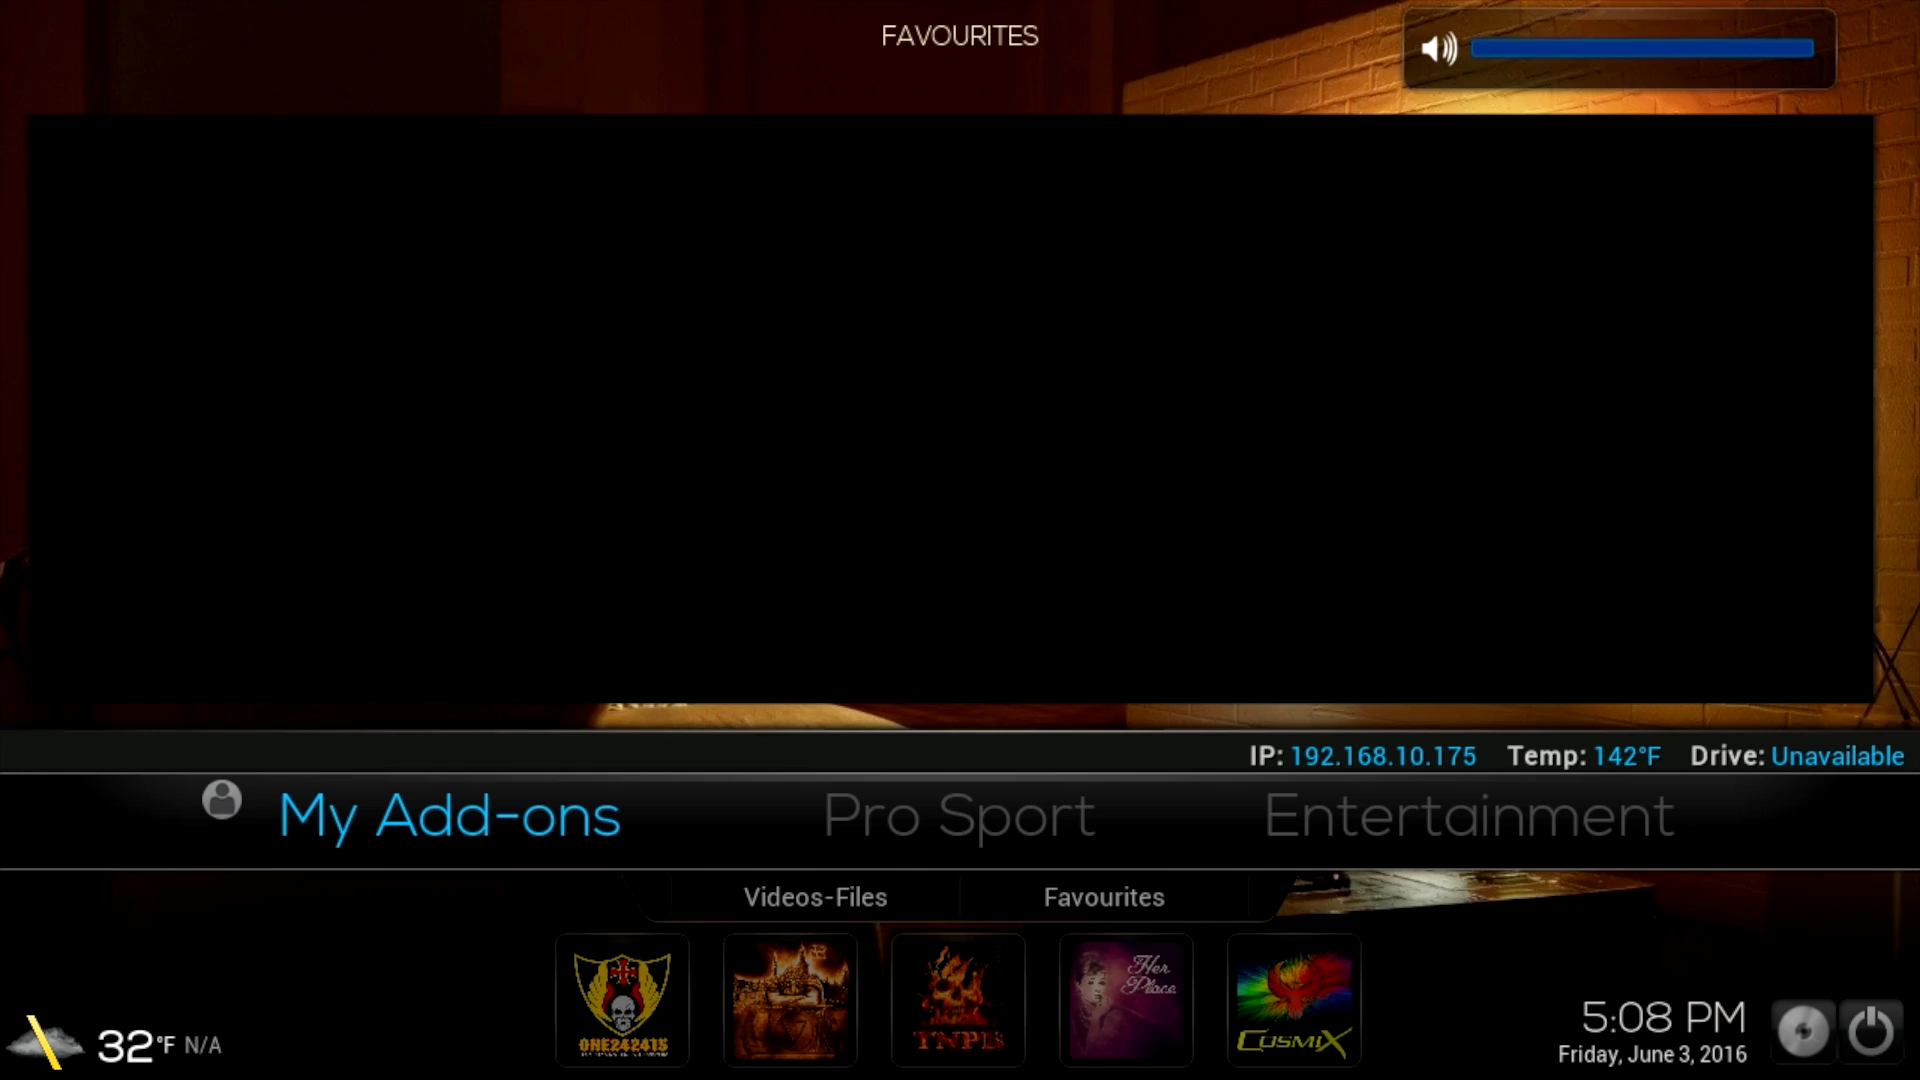 FAVOURITES
IP: 192.168.10.175 Temp: 142°F Drive: Unavailable
My Add-ons Pro Sport Entertainment
Videos-Files Favourites
ONE242415
TNPB
Her
Place
COSMIX
32°F N/A
5:08 PM
Friday, June 3, 2016